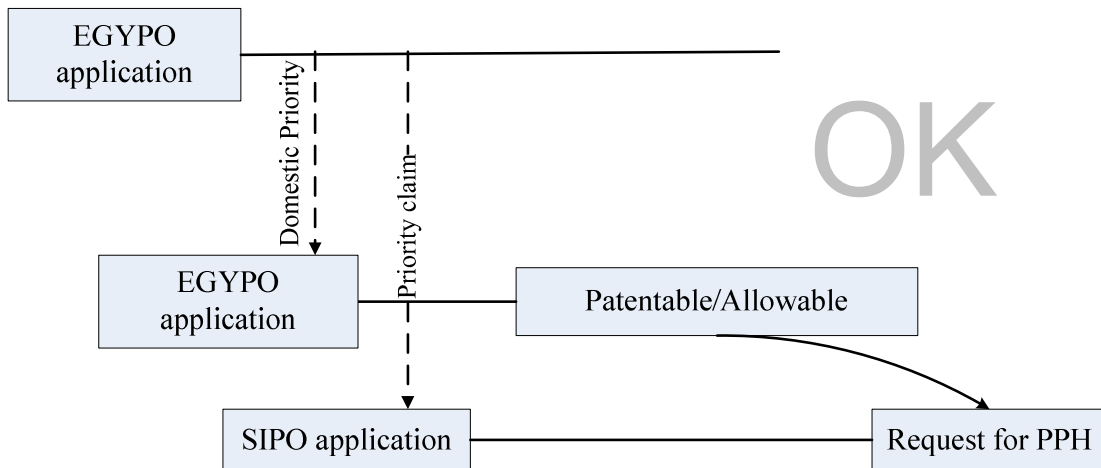 EGYPO
application
Domestic Priority
Priority claim
OK
EGYPO
application
Patentable/Allowable
SIPO application
Request for PPH